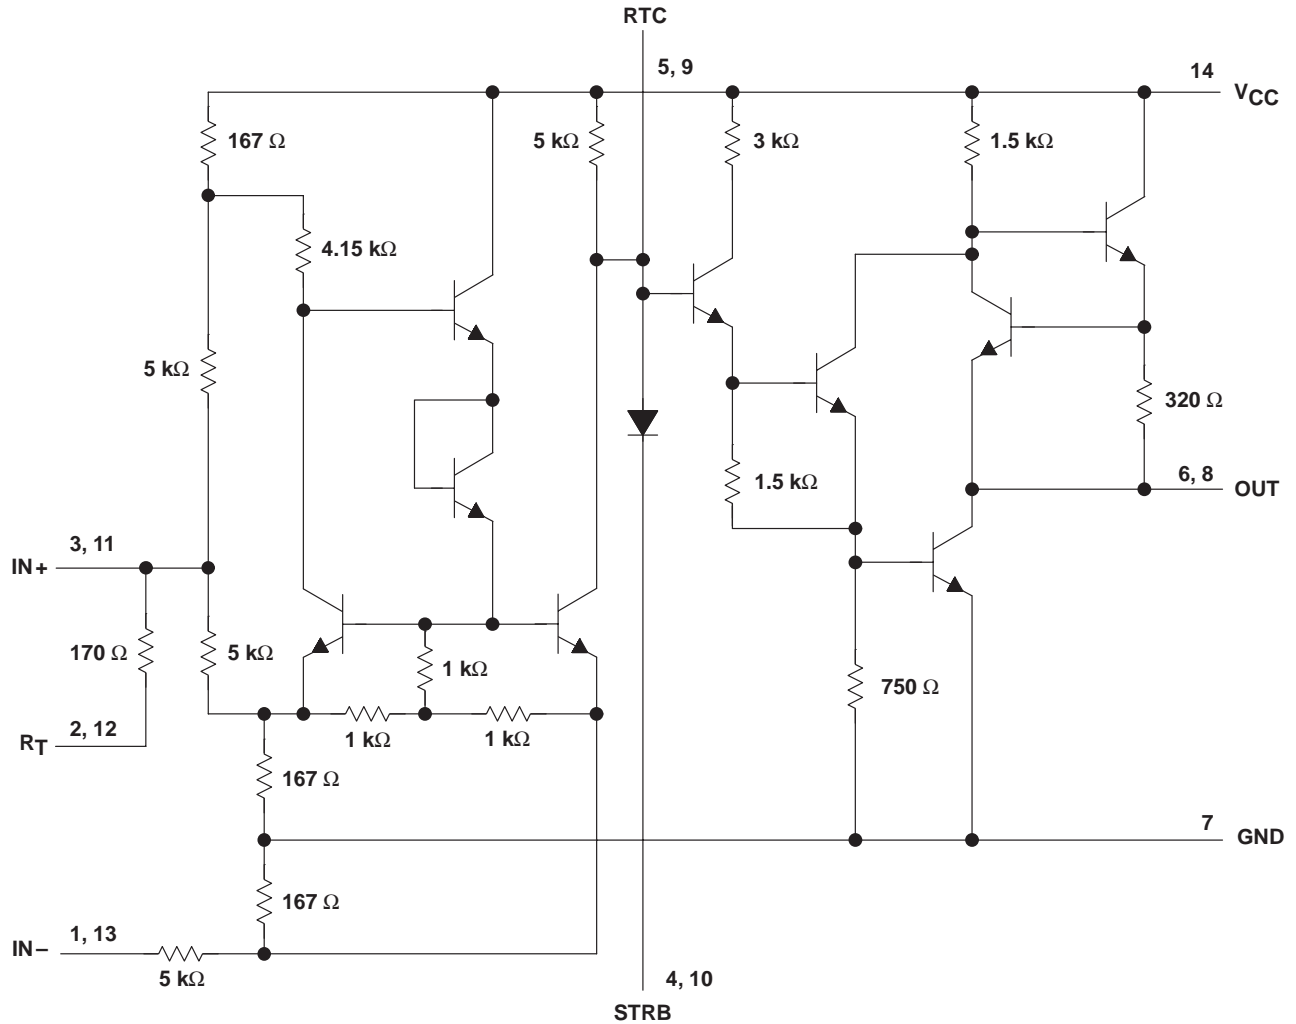 RTC
5, 9
14
VCC
167 Ω
5 kΩ
3 kΩ
1.5 kΩ
4.15 kΩ
5 kΩ
320 Ω
1.5 kΩ
6, 8
OUT
3, 11
IN+
170 Ω
5 kΩ
1 kΩ
750 Ω
2, 12
RT
1 kΩ
1 kΩ
167 Ω
7
GND
167 Ω
1, 13
IN–
5 kΩ
4, 10
STRB